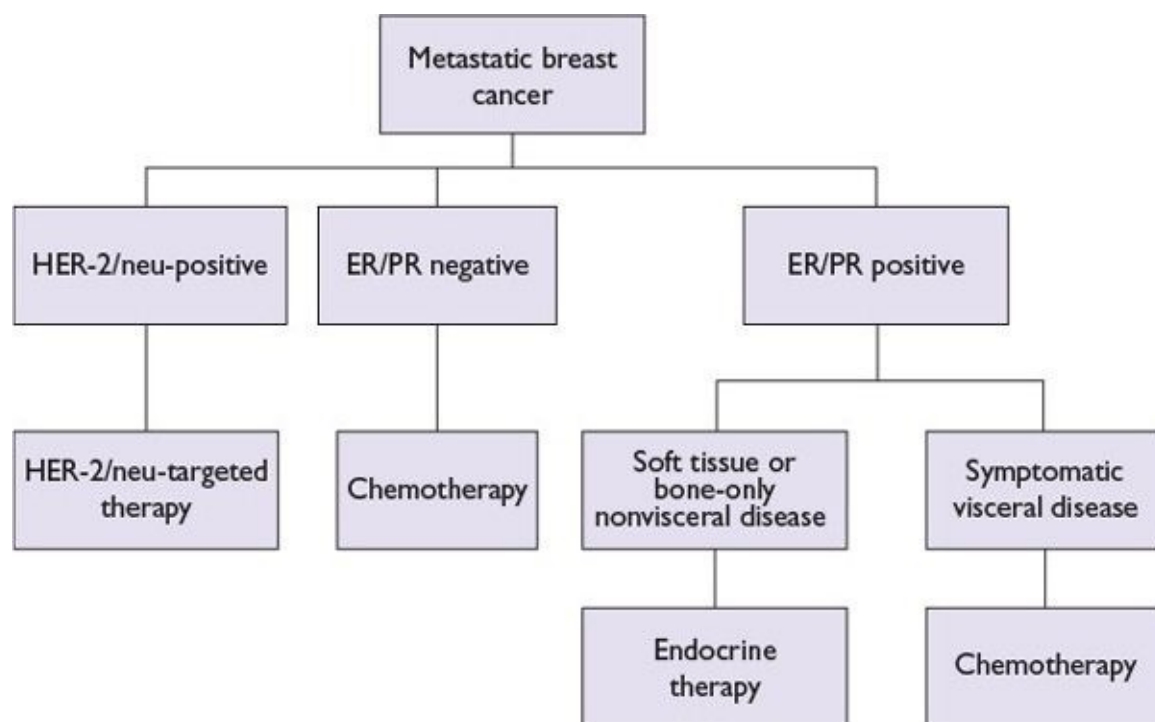 Metastatic breast
cancer
HER-2/neu-positive
ER/PR negative
ER/PR positive
HER-2/neu-targeted
therapy
Chemotherapy
Soft tissue or
bone-only
nonvisceral disease
Symptomatic
visceral disease
Endocrine
therapy
Chemotherapy